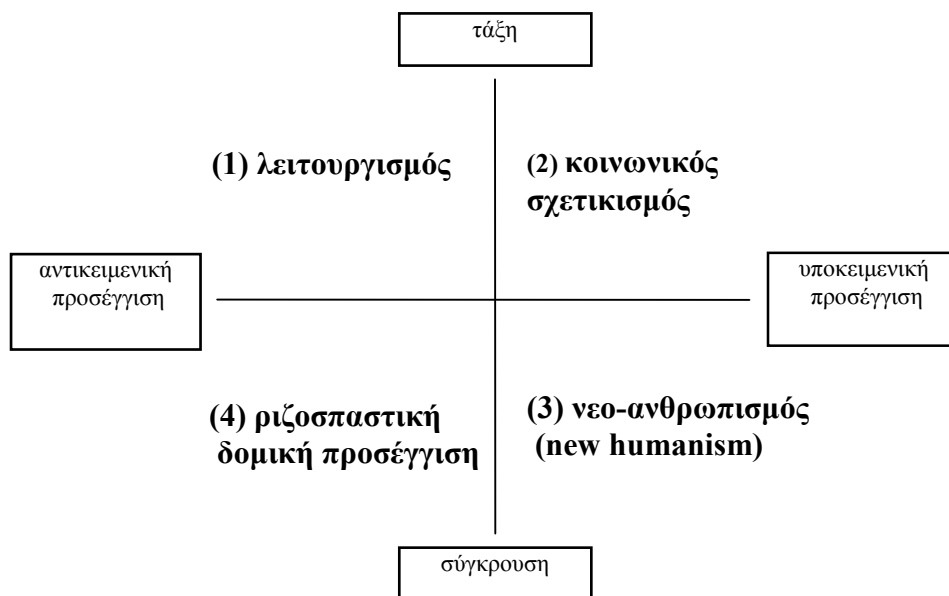 τάξη
(1) λειτουργισμός
(2) κοινωνικός
σχετικισμός
αντικειμενική
προσέγγιση
υποκειμενική
προσέγγιση
(4) ριζοσπαστική
δομική προσέγγιση
(3) νεο-ανθρωπισμός
(new humanism)
σύγκρουση